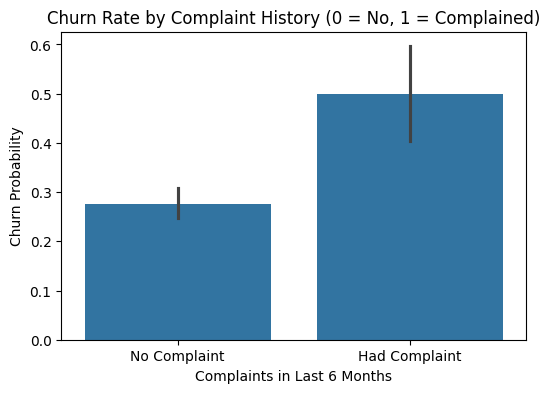 Churn Rate by Complaint History (0 = No, 1 = Complained)
Churn Probability
0.6
0.5
0.4
0.3
0.2
0.1
0.0
No Complaint
Had Complaint
Complaints in Last 6 Months